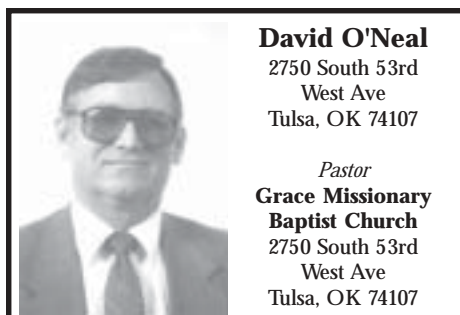 David O'Neal
2750 South 53rd
West Ave
Tulsa, OK 74107
Pastor
Grace Missionary
Baptist Church
2750 South 53rd
West Ave
Tulsa, OK 74107